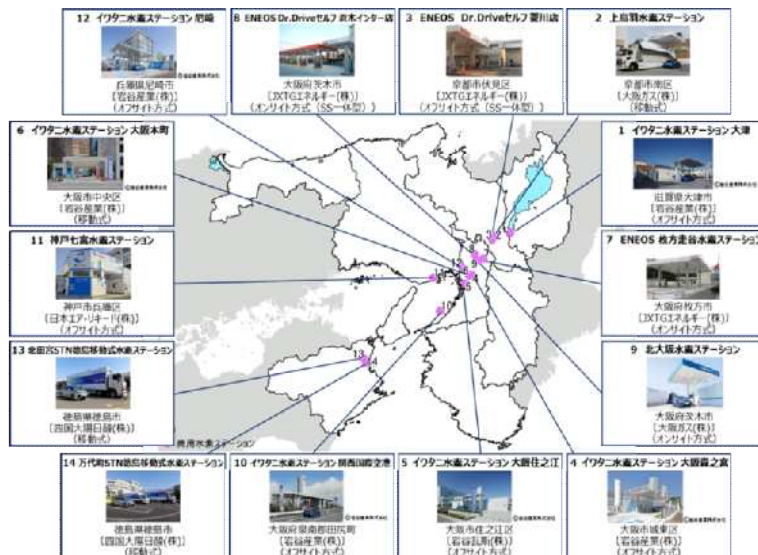 12 イワタニ水素ステーション 尼崎
兵庫県尼崎市
[岩谷産業(株)]
(オフサイト方式)
8 ENEOS Dr.Driveセルフ 茨木インター店
大阪府茨木市
[JXTGエネルギー(株)]
(オンサイト方式(SS一体型))
3 ENEOS Dr.Driveセルフ 菱川店
京都市伏見区
[JXTGエネルギー(株)]
(オフサイト方式(SS一体型))
2 上鳥羽水素ステーション
京都市南区
[大阪ガス(株)]
(移動式)
6 イワタニ水素ステーション 大阪本町
大阪市中央区
[岩谷産業(株)]
(移動式)
1 イワタニ水素ステーション 大津
滋賀県大津市
[岩谷産業(株)]
(オフサイト方式)
11 神戸七宮水素ステーション
神戸市兵庫区
[日本エア・リキード(株)]
(オフサイト方式)
7 ENEOS 枚方走谷水素ステーション
大阪府枚方市
[JXTGエネルギー(株)]
(オンサイト方式)
13 北田宮STN徳島移動式水素ステーション
徳島県徳島市
[四国大陽日酸(株)]
(移動式)
9 北大阪水素ステーション
大阪府茨木市
[大阪ガス(株)]
(オンサイト方式)
商用水素ステーション
14 万代町STN徳島移動式水素ステーション
徳島県徳島市
[四国大陽日酸(株)]
(移動式)
10 イワタニ水素ステーション 関西国際空港
大阪府泉南郡田尻町
[岩谷産業(株)]
(オフサイト方式)
5 イワタニ水素ステーション 大阪住之江
大阪市住之江区
[岩谷瓦斯(株)]
(オフサイト方式)
4 イワタニ水素ステーション 大阪森之宮
大阪市城東区
[岩谷産業(株)]
(オフサイト方式)